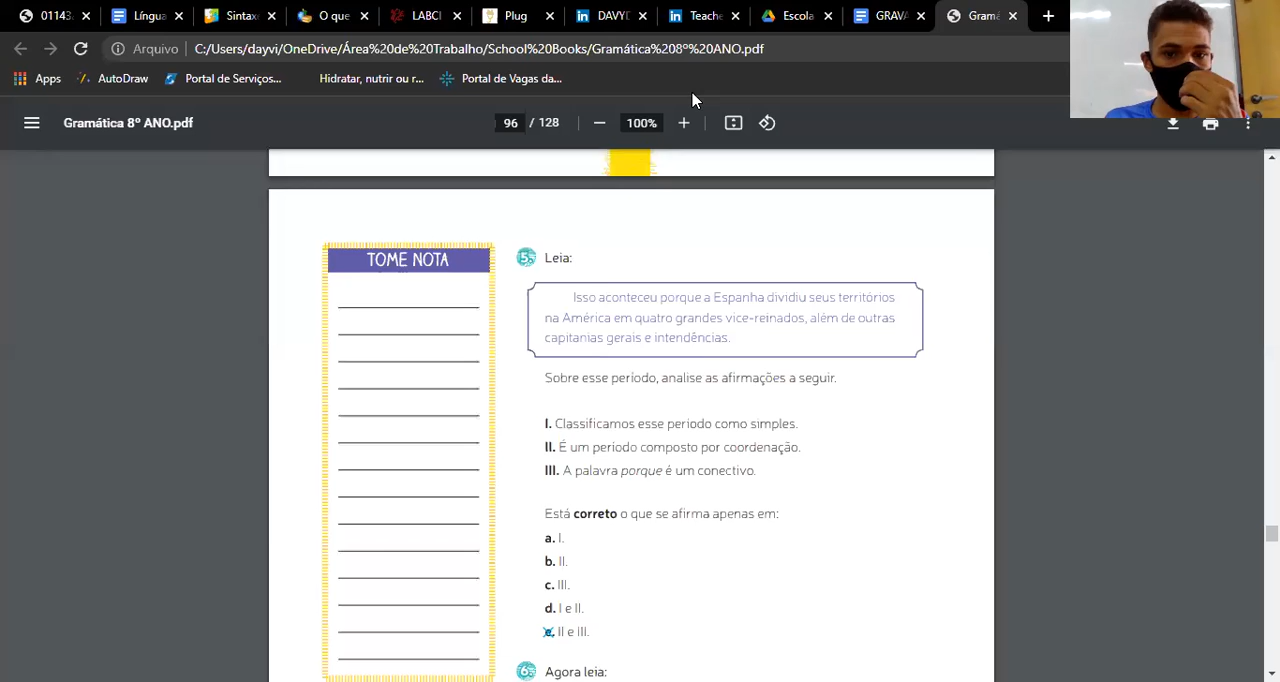 01143.
Língua
Sintax
O que
LABCI
Plug
DAVYD
Teache
Escola
GRAVA
Gramá
Arquivo
C:/Users/dayvi/OneDrive/Área%20de%20Trabalho/School%20Books/Gramática%208º%20ANO.pdf
Apps
AutoDraw
Portal de Serviços...
Hidratar, nutrir ou r...
Portal de Vagas da...
Gramática 8º ANO.pdf
96 / 128
100%
TOME NOTA
5 Leia:
Isso aconteceu porque a Espanha dividiu seus territórios
na América em quatro grandes vice-reinados, além de outras
capitanias gerais e intendências.
Sobre esse período, analise as afirmações a seguir.
I. Classificamos esse período como simples.
II. É um período composto por coordenação.
III. A palavra porque é um conectivo.
Está correto o que se afirma apenas em:
a. I.
b. II.
c. III.
d. I e II.
e. II e III.
6 Agora leia: